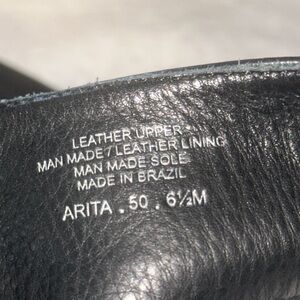 LEATHER UPPER
MAN MADE/LEATHER LINING
MAN MADE SOLE
MADE IN BRAZIL
ARITA . 50 . 6½M